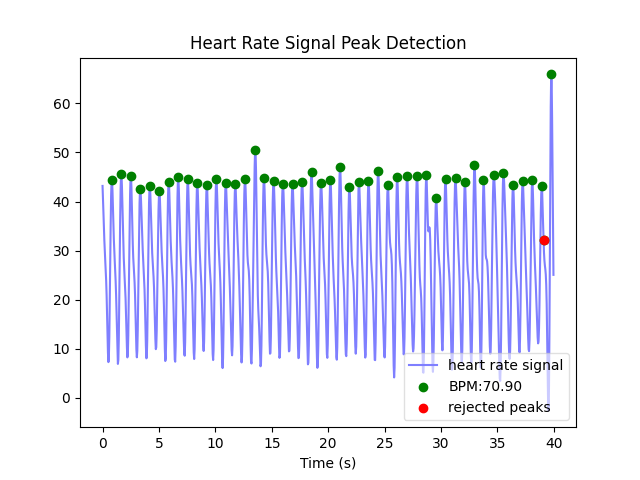 Heart Rate Signal Peak Detection
60
50
40
30
20
10
0
heart rate signal
BPM:70.90
rejected peaks
0 5 10 15 20 25 30 35 40
Time (s)